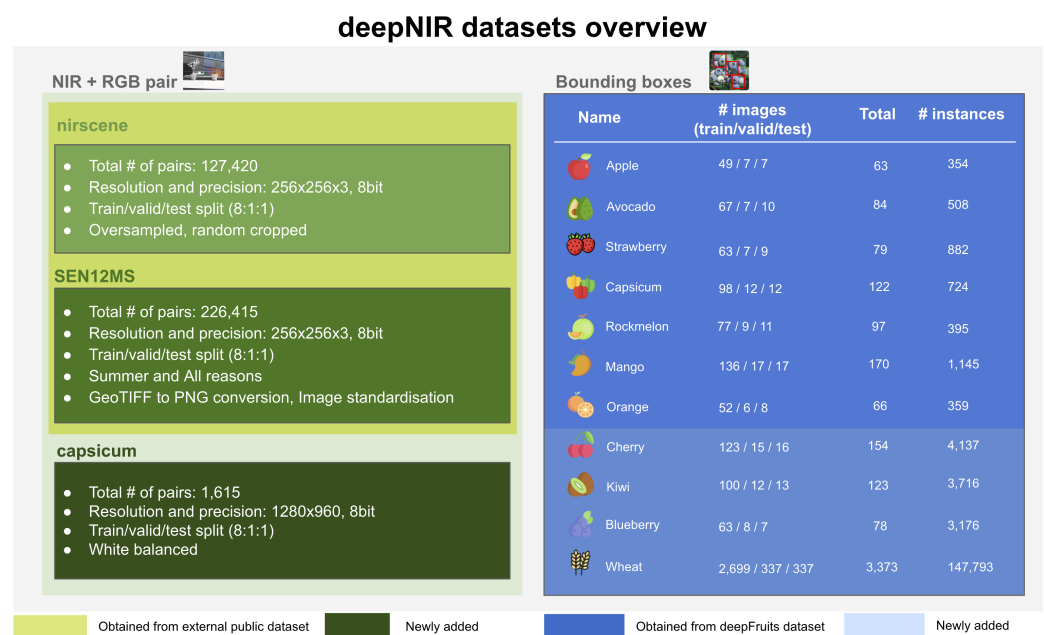 deepNIR datasets overview
NIR + RGB pair
nirscene
● Total # of pairs: 127,420
● Resolution and precision: 256x256x3, 8bit
● Train/valid/test split (8:1:1)
● Oversampled, random cropped
SEN12MS
● Total # of pairs: 226,415
● Resolution and precision: 256x256x3, 8bit
● Train/valid/test split (8:1:1)
● Summer and All reasons
● GeoTIFF to PNG conversion, Image standardisation
capsicum
● Total # of pairs: 1,615
● Resolution and precision: 1280x960, 8bit
● Train/valid/test split (8:1:1)
● White balanced
Bounding boxes
Name # images (train/valid/test) Total # instances
Apple 49 / 7 / 7 63 354
Avocado 67 / 7 / 10 84 508
Strawberry 63 / 7 / 9 79 882
Capsicum 98 / 12 / 12 122 724
Rockmelon 77 / 9 / 11 97 395
Mango 136 / 17 / 17 170 1,145
Orange 52 / 6 / 8 66 359
Cherry 123 / 15 / 16 154 4,137
Kiwi 100 / 12 / 13 123 3,716
Blueberry 63 / 8 / 7 78 3,176
Wheat 2,699 / 337 / 337 3,373 147,793
Obtained from external public dataset Newly added Obtained from deepFruits dataset Newly added